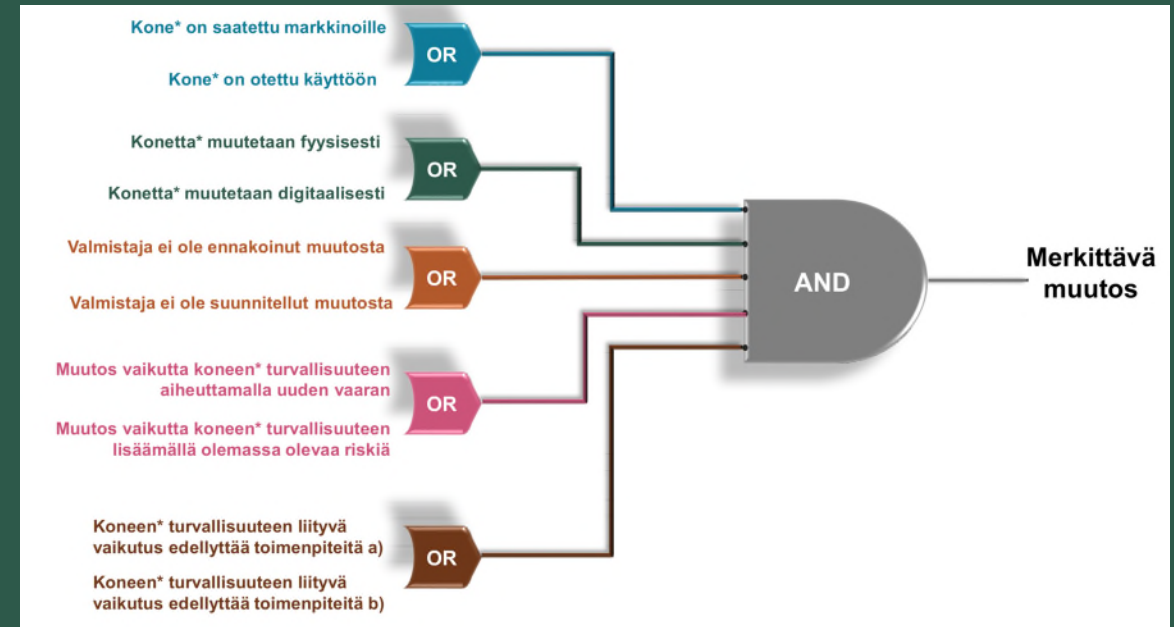 Kone* on saatettu markkinoille
OR
Kone* on otettu käyttöön
Konetta* muutetaan fyysisesti
OR
Konetta* muutetaan digitaalisesti
Valmistaja ei ole ennakoinut muutosta
OR
Valmistaja ei ole suunnitellut muutosta
Muutos vaikutta koneen* turvallisuuteen
aiheuttamalla uuden vaaran
OR
Muutos vaikutta koneen* turvallisuuteen
lisäämällä olemassa olevaa riskiä
Koneen* turvallisuuteen liityvä
vaikutus edellyttää toimenpiteitä a)
OR
Koneen* turvallisuuteen liityvä
vaikutus edellyttää toimenpiteitä b)
AND
Merkittävä
muutos